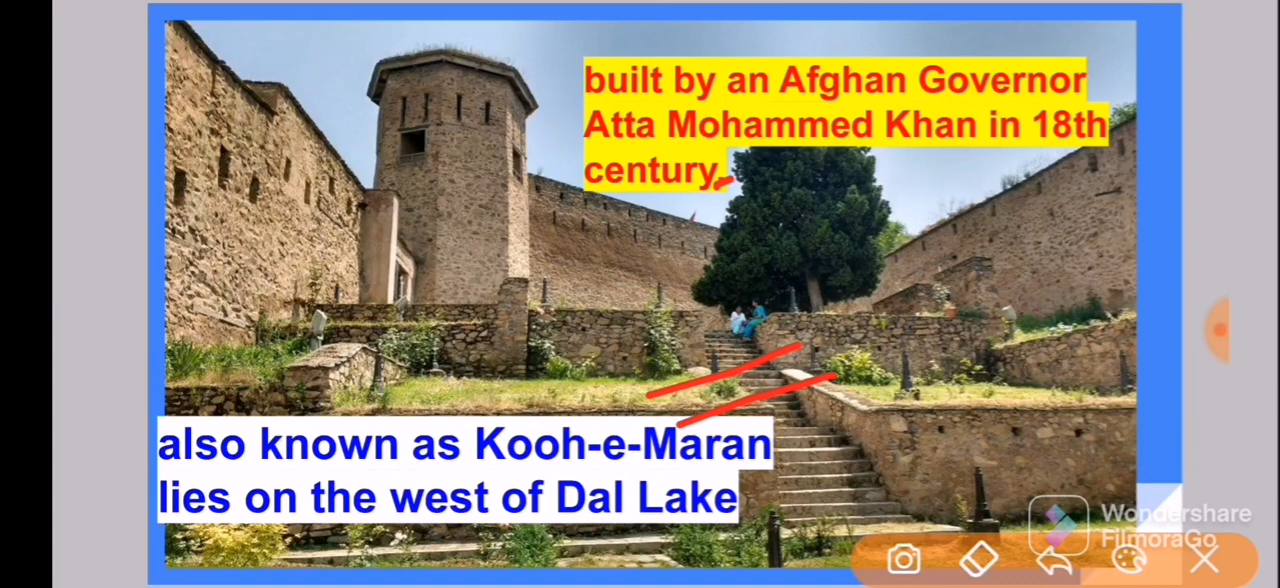 built by an Afghan Governor
Atta Mohammed Khan in 18th
century.
also known as Kooh-e-Maran
lies on the west of Dal Lake
Wondershare
FilmoraGo